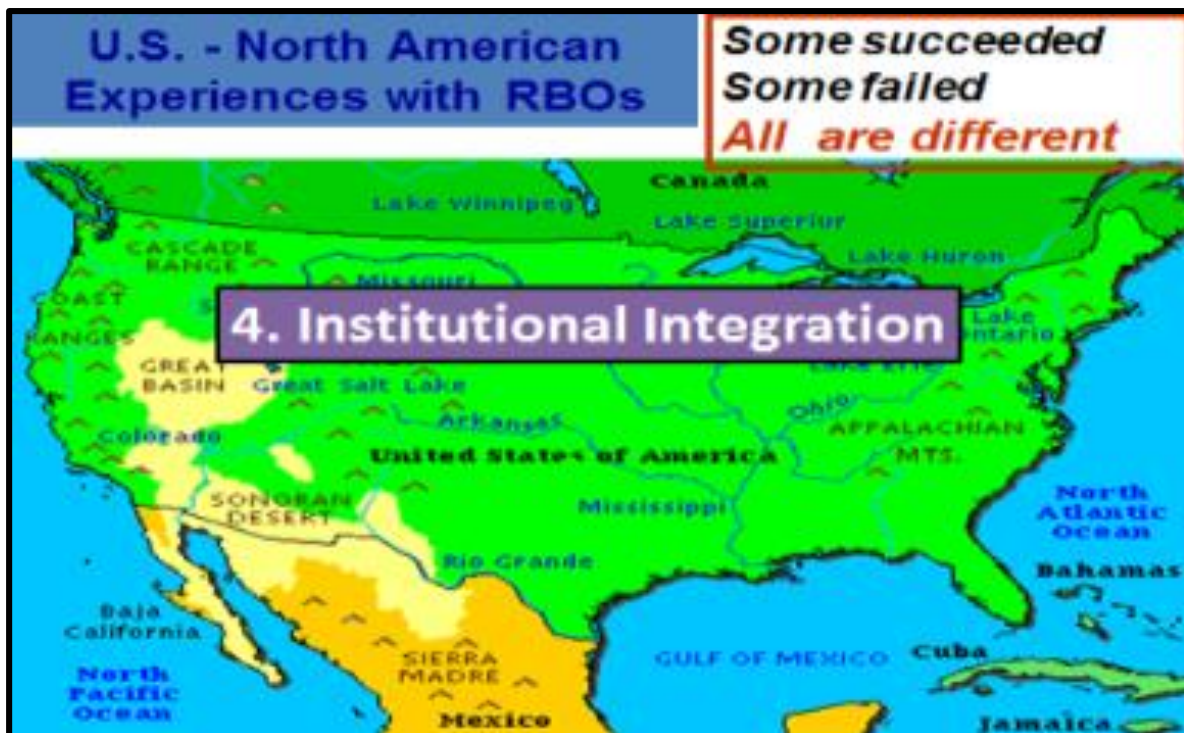 U.S. - North American
Experiences with RBOs
Some succeeded
Some failed
All are different
Canada
Lake Winnipeg
Lake Superiur
Lake Huron
CASCADE
RANGE
Missouri
COAST
RANGES
4. Institutional Integration
Lake
Ontario
Lake Erie
GREAT
BASIN
Great Salt Lake
Ohio
Arkansas
APPALACHIAN
MTS.
Colorado
United States of America
SONORAN
DESERT
Mississippi
North
Atlantic
Ocean
Rio Grande
Bahamas
Baja
California
SIERRA
MADRE
GULF OF MEXICO
Cuba
North
Pacific
Ocean
Mexico
Jamaica